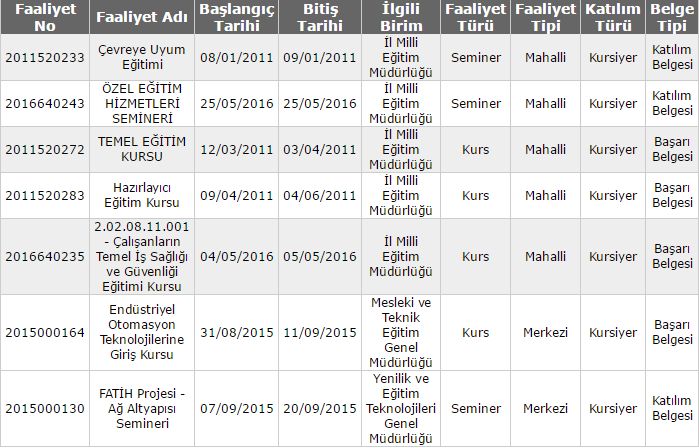 Faaliyet No Faaliyet Adı Başlangıç Tarihi Bitiş Tarihi İlgili Birim Faaliyet Türü Faaliyet Tipi Katılım Türü Belge Tipi
2011520233 Çevreye Uyum Eğitimi 08/01/2011 09/01/2011 İl Milli Eğitim Müdürlüğü Seminer Mahalli Kursiyer Katılım Belgesi
2016640243 ÖZEL EĞİTİM HİZMETLERİ SEMİNERİ 25/05/2016 25/05/2016 İl Milli Eğitim Müdürlüğü Seminer Mahalli Kursiyer Katılım Belgesi
2011520272 TEMEL EĞİTİM KURSU 12/03/2011 03/04/2011 İl Milli Eğitim Müdürlüğü Kurs Mahalli Kursiyer Başarı Belgesi
2011520283 Hazırlayıcı Eğitim Kursu 09/04/2011 04/06/2011 İl Milli Eğitim Müdürlüğü Kurs Mahalli Kursiyer Başarı Belgesi
2016640235 2.02.08.11.001 - Çalışanların Temel İş Sağlığı ve Güvenliği Eğitimi Kursu 04/05/2016 05/05/2016 İl Milli Eğitim Müdürlüğü Kurs Mahalli Kursiyer Başarı Belgesi
2015000164 Endüstriyel Otomasyon Teknolojilerine Giriş Kursu 31/08/2015 11/09/2015 Mesleki ve Teknik Eğitim Genel Müdürlüğü Kurs Merkezi Kursiyer Başarı Belgesi
2015000130 FATİH Projesi - Ağ Altyapısı Semineri 07/09/2015 20/09/2015 Yenilik ve Eğitim Teknolojileri Genel Müdürlüğü Seminer Merkezi Kursiyer Katılım Belgesi